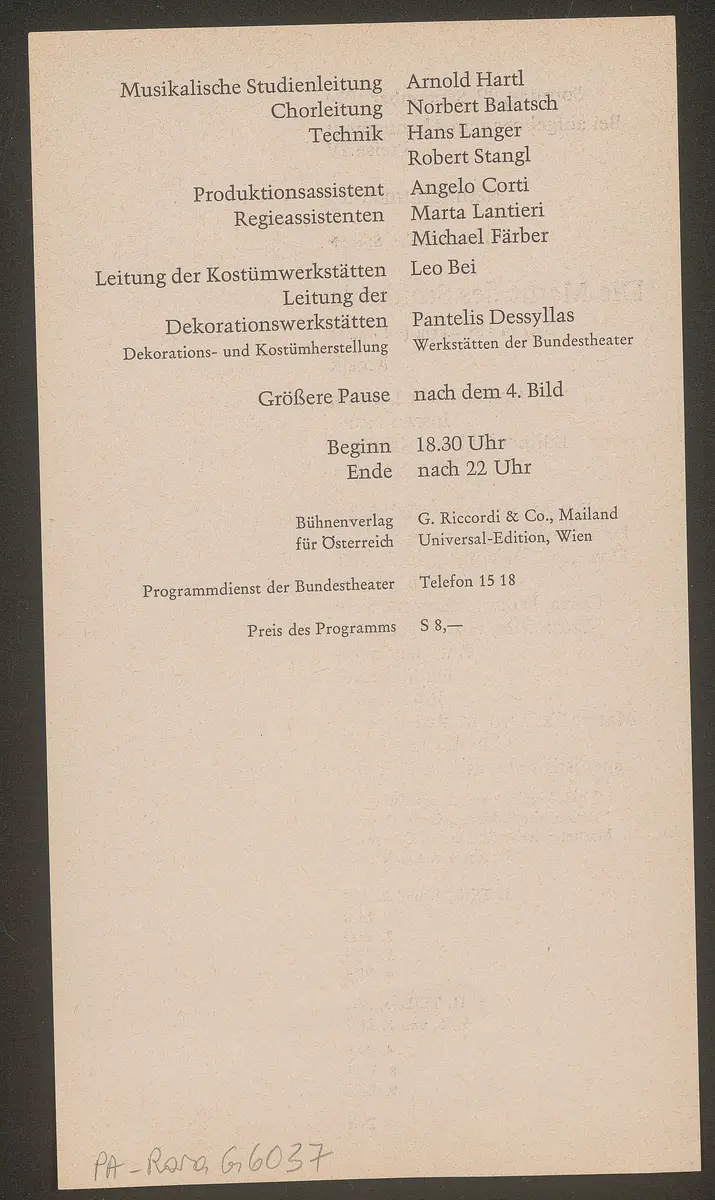 Musikalische Studienleitung Arnold Hartl
Chorleitung Norbert Balatsch
Technik Hans Langer
Robert Stangl
Produktionsassistent Angelo Corti
Regieassistenten Marta Lantieri
Michael Färber
Leitung der Kostümwerkstätten Leo Bei
Leitung der
Dekorationswerkstätten Pantelis Dessyllas
Dekorations- und Kostümherstellung Werkstätten der Bundestheater
Größere Pause nach dem 4. Bild
Beginn 18.30 Uhr
Ende nach 22 Uhr
Bühnenverlag G. Riccordi & Co., Mailand
für Österreich Universal-Edition, Wien
Programmdienst der Bundestheater Telefon 15 18
Preis des Programms S 8,—
PA-Rara G6037